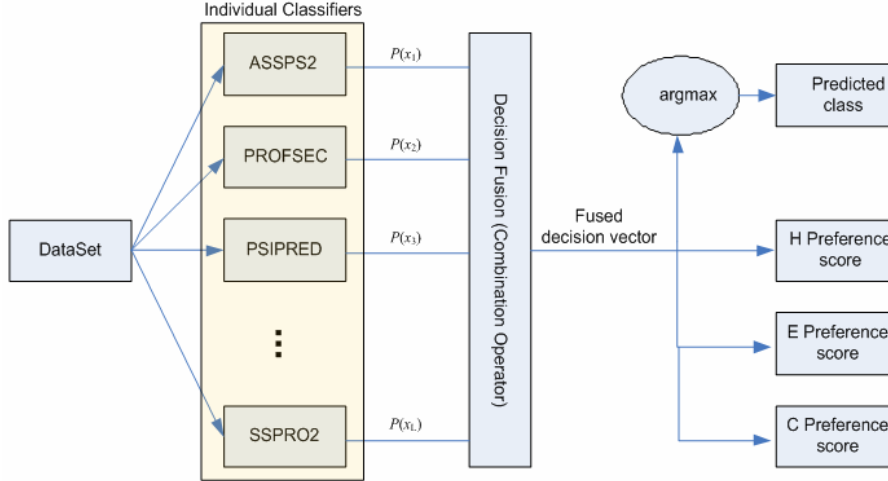 Individual Classifiers
DataSet
ASSPS2
PROFSEC
PSIPRED
SSPRO2
P(x₁)
P(x₂)
P(x₃)
P(x_L)
Decision Fusion (Combination Operator)
Fused
decision vector
argmax
Predicted
class
H Preference
score
E Preference
score
C Preference
score